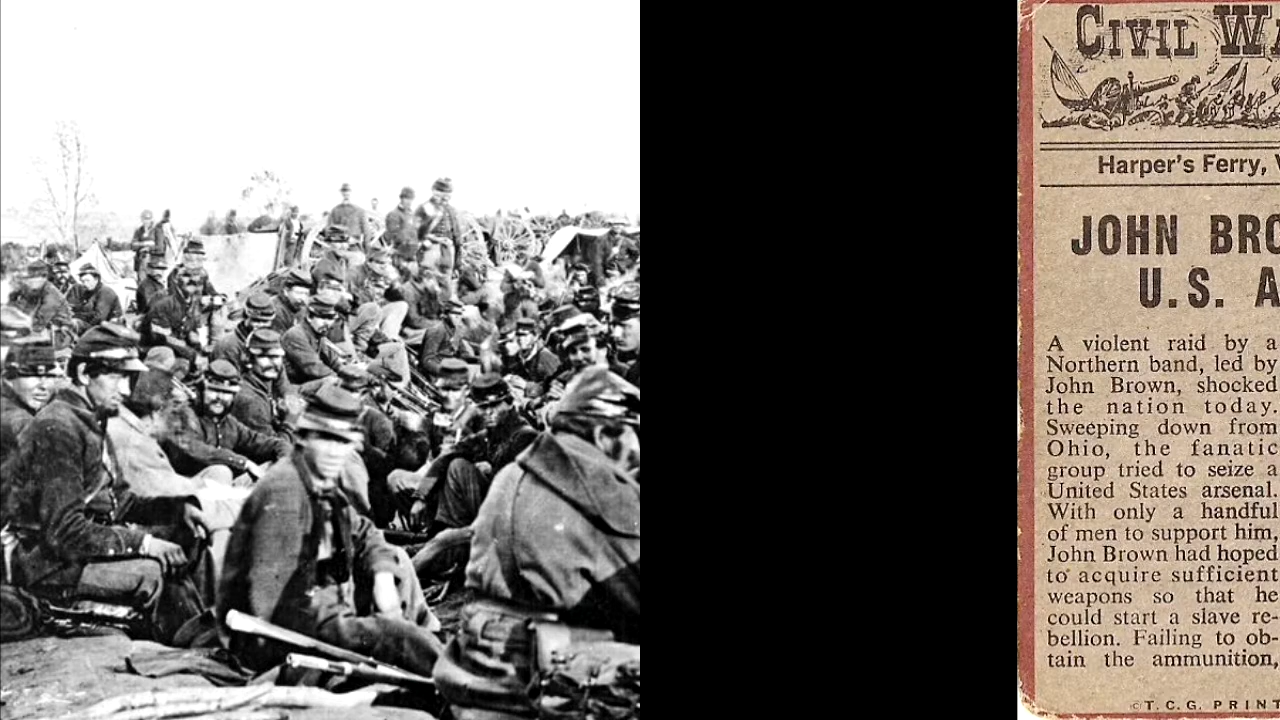 CIVIL WA
Harper's Ferry, V
JOHN BRO
U.S. A
A violent raid by a
Northern band, led by
John Brown, shocked
the nation today.
Sweeping down from
Ohio, the fanatic
group tried to seize a
United States arsenal.
With only a handful
of men to support him,
John Brown had hoped
to acquire sufficient
weapons so that he
could start a slave re-
bellion. Failing to ob-
tain the ammunition,
©T.C.G. PRINT